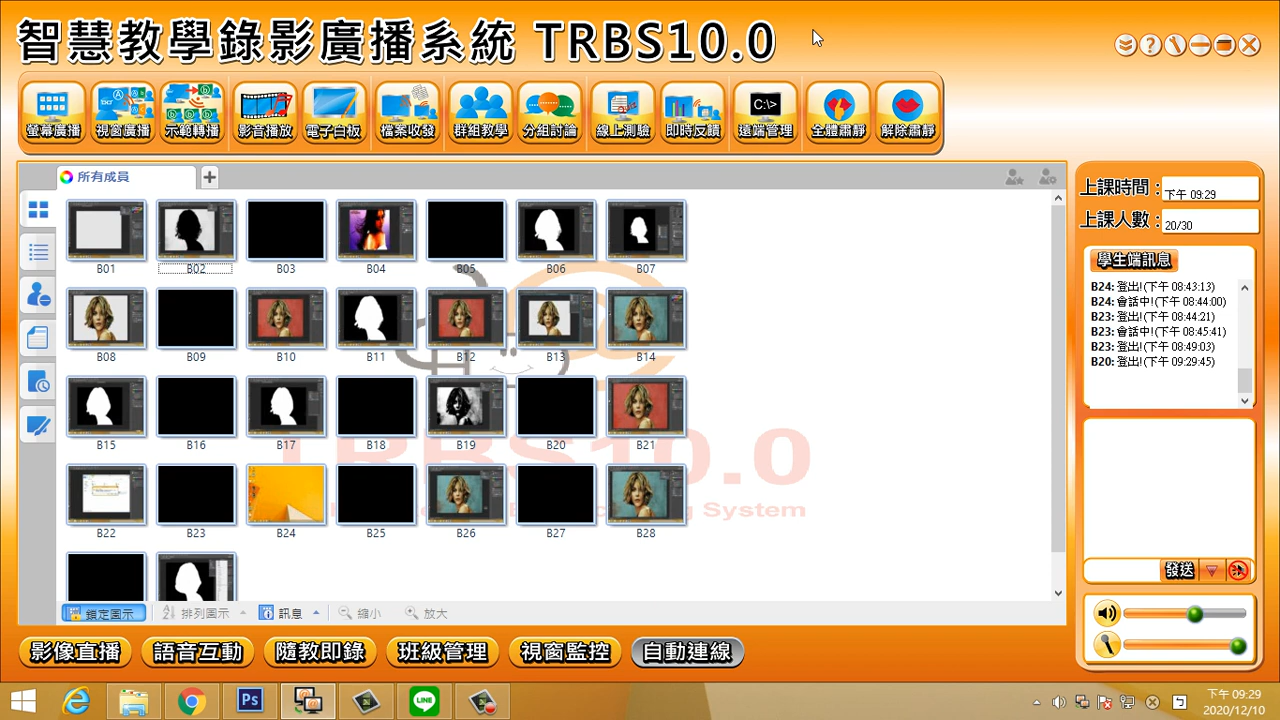 智慧教學錄影廣播系統 TRBS10.0
螢幕廣播 視窗廣播 示範轉播 影音播放 電子白板 檔案收發 群組教學 分組討論 線上測驗 即時反饋 遠端管理 全體肅靜 解除肅靜
C:\>
所有成員
上課時間： 下午 09:29
上課人數： 20/30
學生端訊息
B24: 登出!(下午 08:43:13)
B24: 會話中!(下午 08:44:00)
B23: 登出!(下午 08:44:21)
B23: 會話中!(下午 08:45:41)
B23: 登出!(下午 08:49:03)
B20: 登出!(下午 09:29:45)
B01 B02 B03 B04 B05 B06 B07
B08 B09 B10 B11 B12 B13 B14
B15 B16 B17 B18 B19 B20 B21
B22 B23 B24 B25 B26 B27 B28
TRBS10.0
System
發送
鎖定圖示 排列圖示 訊息 縮小 放大
影像直播 語音互動 隨教即錄 班級管理 視窗監控 自動連線
Ps
LINE
下午 09:29
2020/12/10